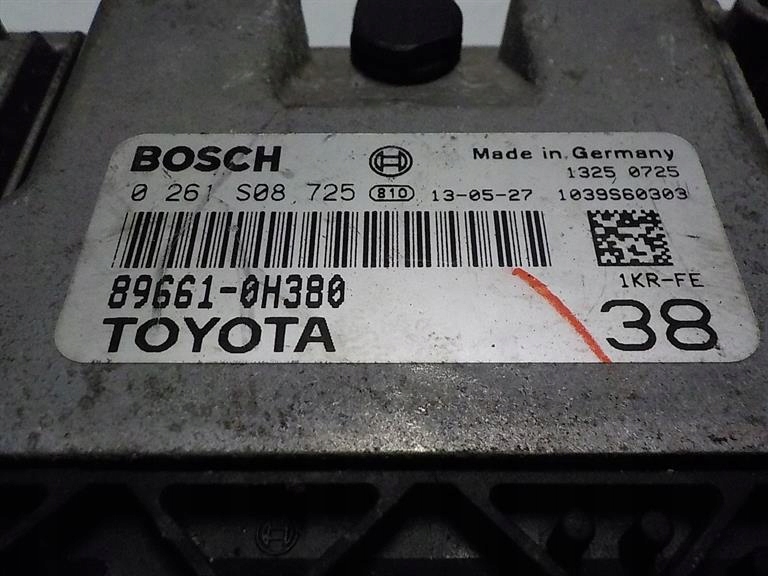 BOSCH
Made in Germany
1325 0725
0 261 S08 725 810 13-05-27 1039S60303
89661-0H380
1KR-FE
TOYOTA
38